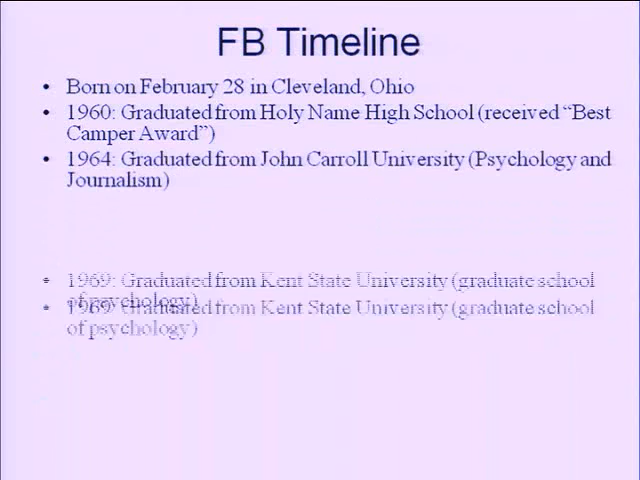 FB Timeline
• Born on February 28 in Cleveland, Ohio
• 1960: Graduated from Holy Name High School (received “Best
Camper Award”)
• 1964: Graduated from John Carroll University (Psychology and
Journalism)
• 1969: Graduated from Kent State University (graduate school
of psychology)
• 1969: Graduated from Kent State University (graduate school
of psychology)